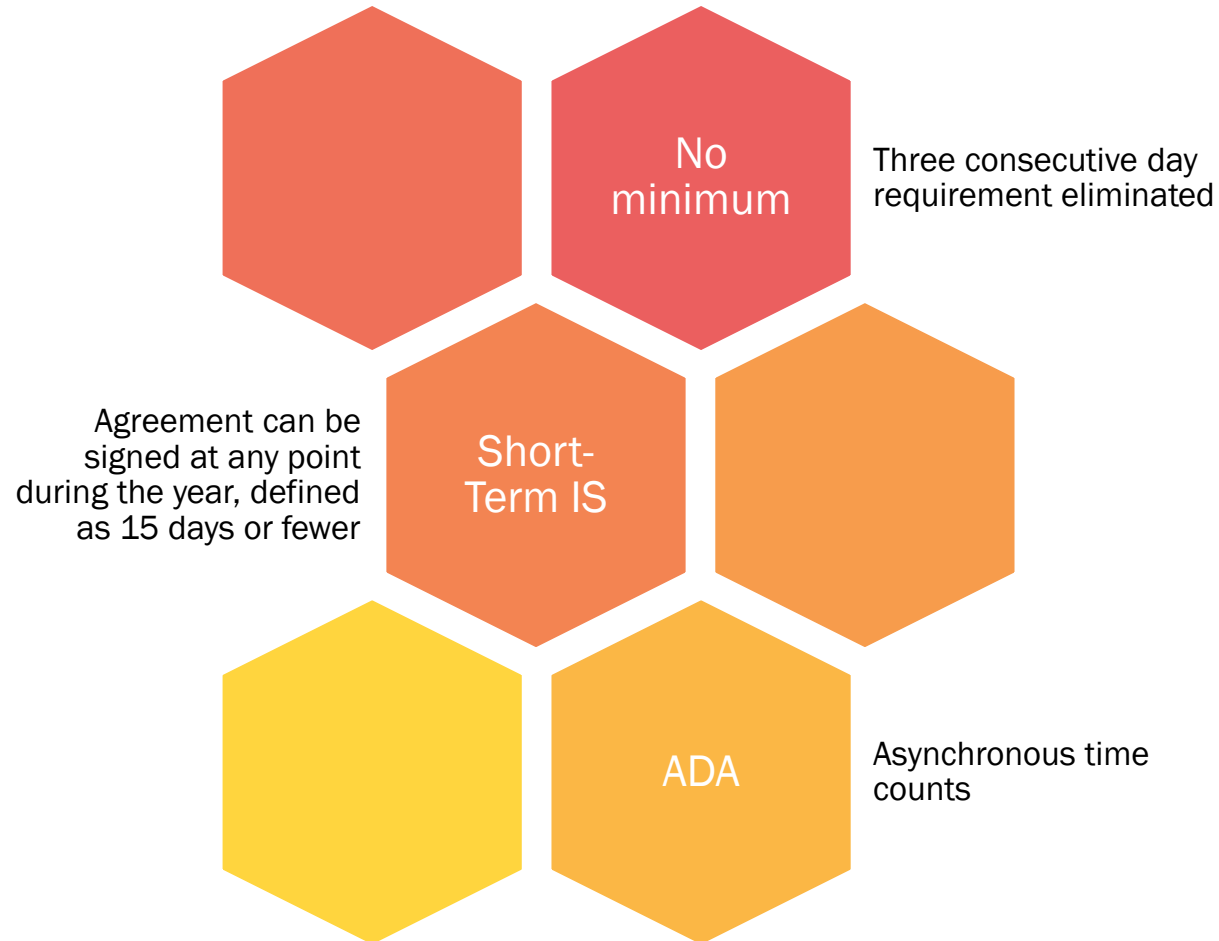 No
minimum
Three consecutive day
requirement eliminated
Agreement can be
signed at any point
during the year, defined
as 15 days or fewer
Short-
Term IS
ADA
Asynchronous time
counts